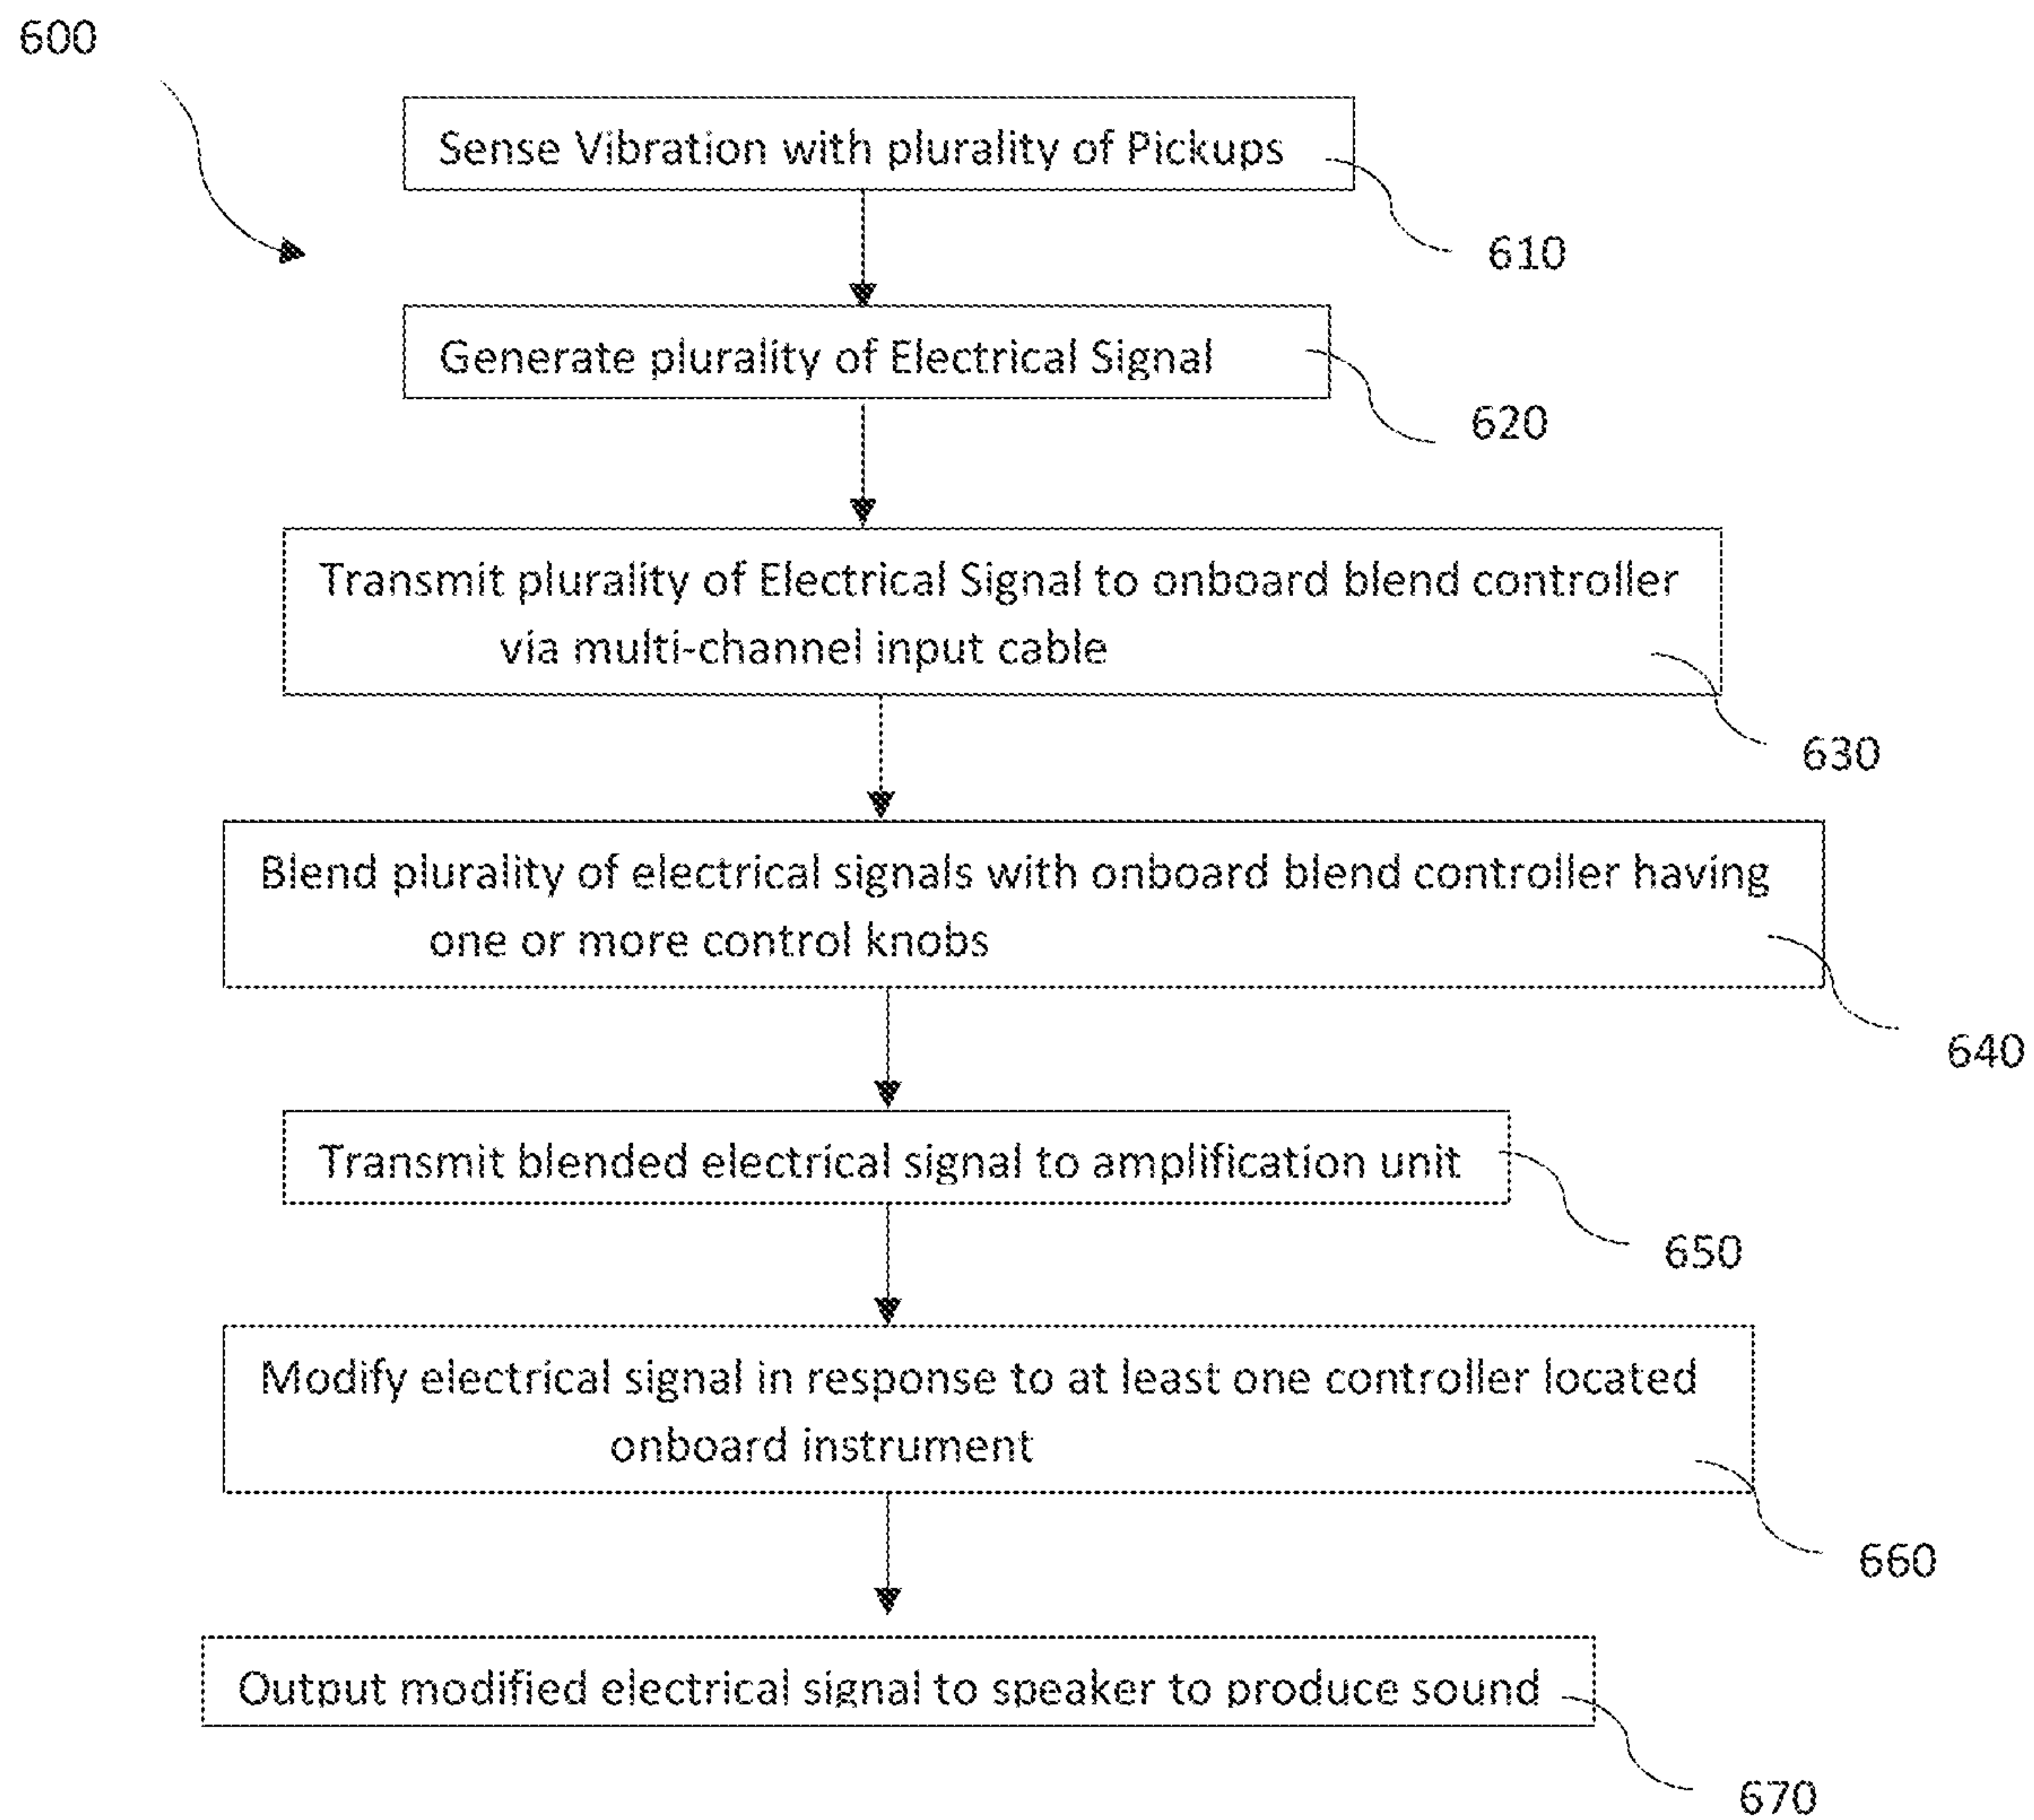 600
Sense Vibration with plurality of Pickups
610
Generate plurality of Electrical Signal
620
Transmit plurality of Electrical Signal to onboard blend controller
via multi-channel input cable
630
Blend plurality of electrical signals with onboard blend controller having
one or more control knobs
640
Transmit blended electrical signal to amplification unit
650
Modify electrical signal in response to at least one controller located
onboard instrument
660
Output modified electrical signal to speaker to produce sound
670